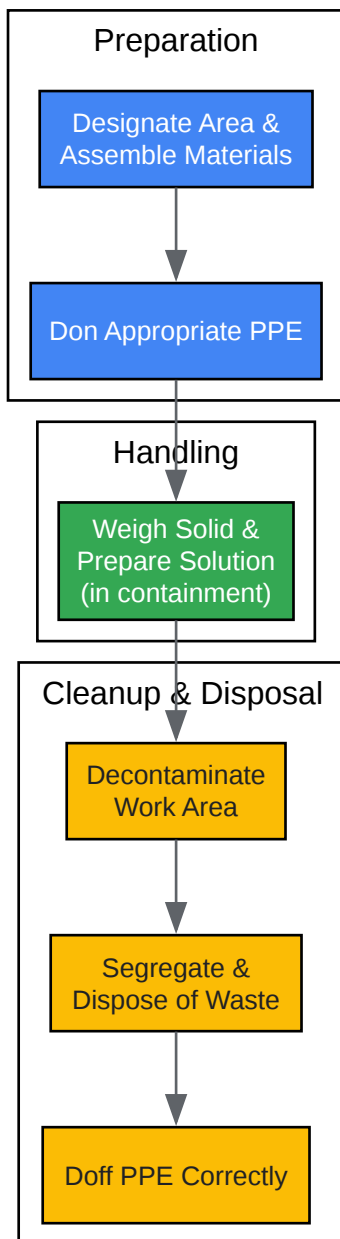 Preparation
Designate Area &
Assemble Materials
Don Appropriate PPE
Handling
Weigh Solid &
Prepare Solution
(in containment)
Cleanup & Disposal
Decontaminate
Work Area
Segregate &
Dispose of Waste
Doff PPE Correctly